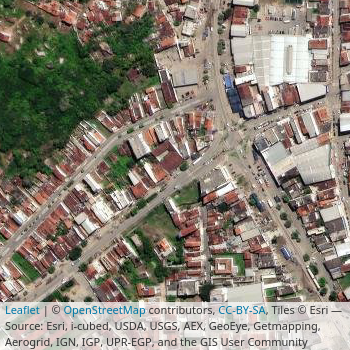 Leaflet | © OpenStreetMap contributors, CC-BY-SA, Tiles © Esri —
Source: Esri, i-cubed, USDA, USGS, AEX, GeoEye, Getmapping,
Aerogrid, IGN, IGP, UPR-EGP, and the GIS User Community